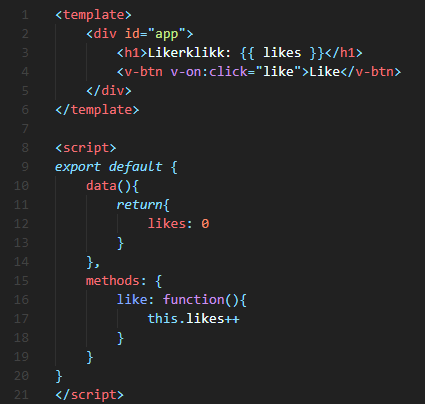 1 <template>
2     <div id="app">
3         <h1>Likerklikk: {{ likes }}</h1>
4         <v-btn v-on:click="like">Like</v-btn>
5     </div>
6 </template>
7
8 <script>
9 export default {
10     data(){
11         return{
12             likes: 0
13         }
14     },
15     methods: {
16         like: function(){
17             this.likes++
18         }
19     }
20 }
21 </script>